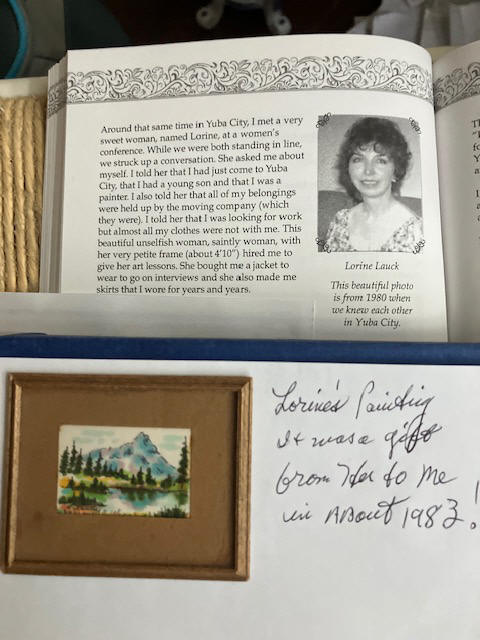 Around that same time in Yuba City, I met a very
sweet woman, named Lorine, at a women's
conference. While we were both standing in line,
we struck up a conversation. She asked me about
myself. I told her that I had just come to Yuba
City, that I had a young son and that I was a
painter. I also told her that all of my belongings
were held up by the moving company (which
they were). I told her that I was looking for work
but almost all my clothes were not with me. This
beautiful unselfish woman, saintly woman, with
her very petite frame (about 4'10") hired me to
give her art lessons. She bought me a jacket to
wear to go on interviews and she also made me
skirts that I wore for years and years.
Lorine Lauck
This beautiful photo
is from 1980 when
we knew each other
in Yuba City.
Lorine's Painting
It was a gift
from Her to Me
in About 1983!